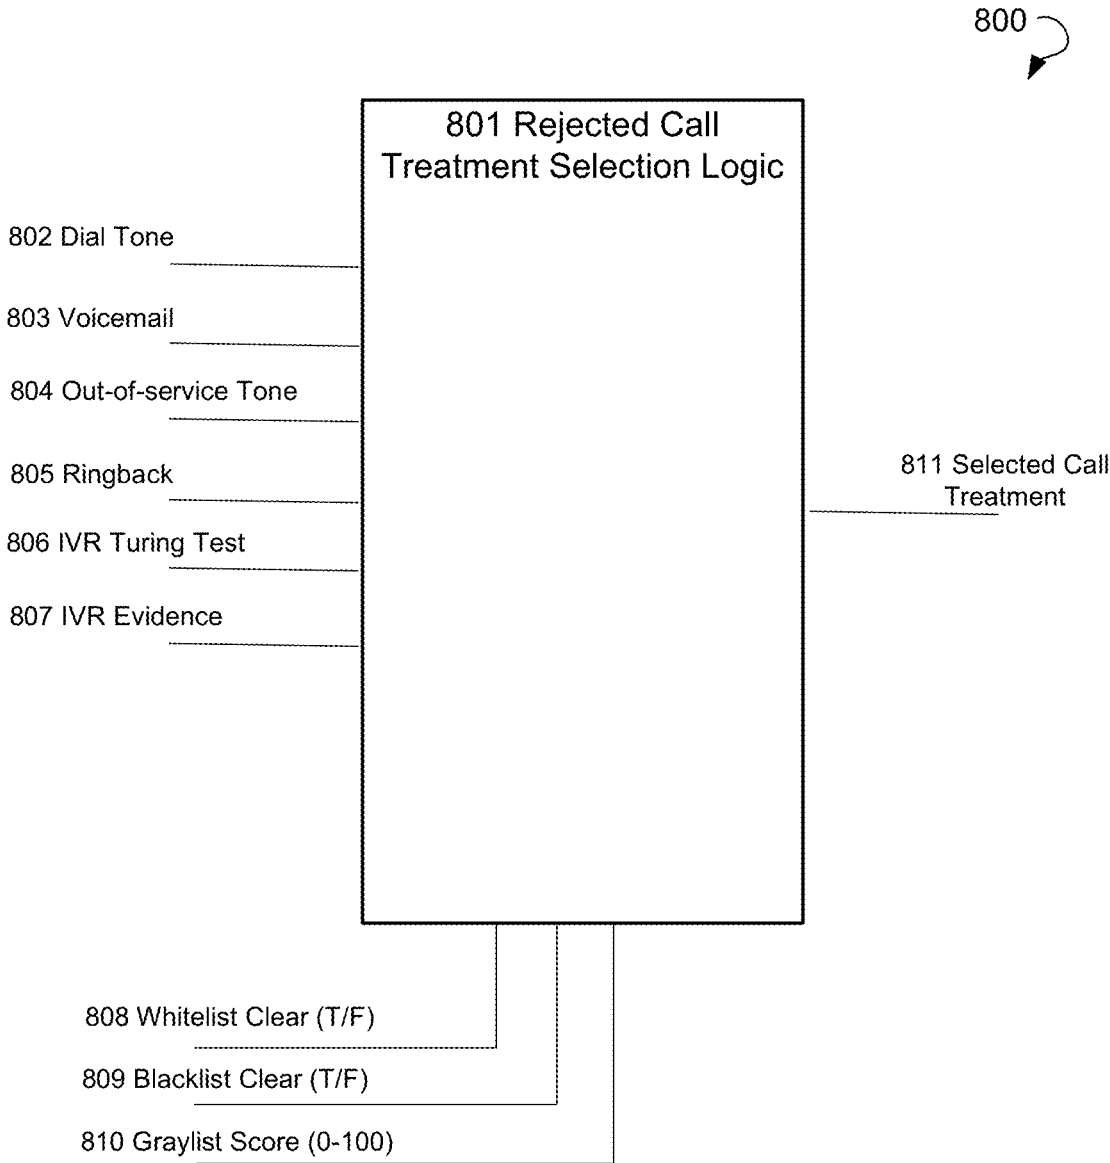 800
801 Rejected Call
Treatment Selection Logic
802 Dial Tone
803 Voicemail
804 Out-of-service Tone
805 Ringback
806 IVR Turing Test
807 IVR Evidence
811 Selected Call
Treatment
808 Whitelist Clear (T/F)
809 Blacklist Clear (T/F)
810 Graylist Score (0-100)